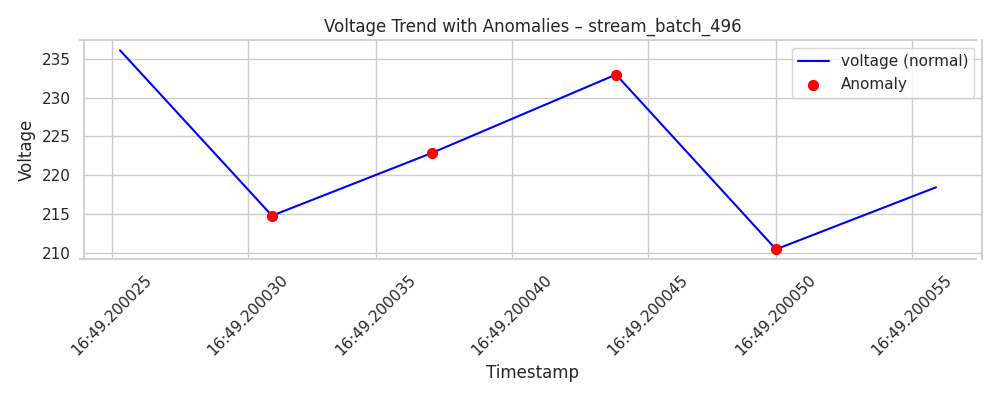 Voltage Trend with Anomalies – stream_batch_496
voltage (normal)
Anomaly
Voltage
235
230
225
220
215
210
16:49.200025
16:49.200030
16:49.200035
16:49.200040
16:49.200045
16:49.200050
16:49.200055
Timestamp